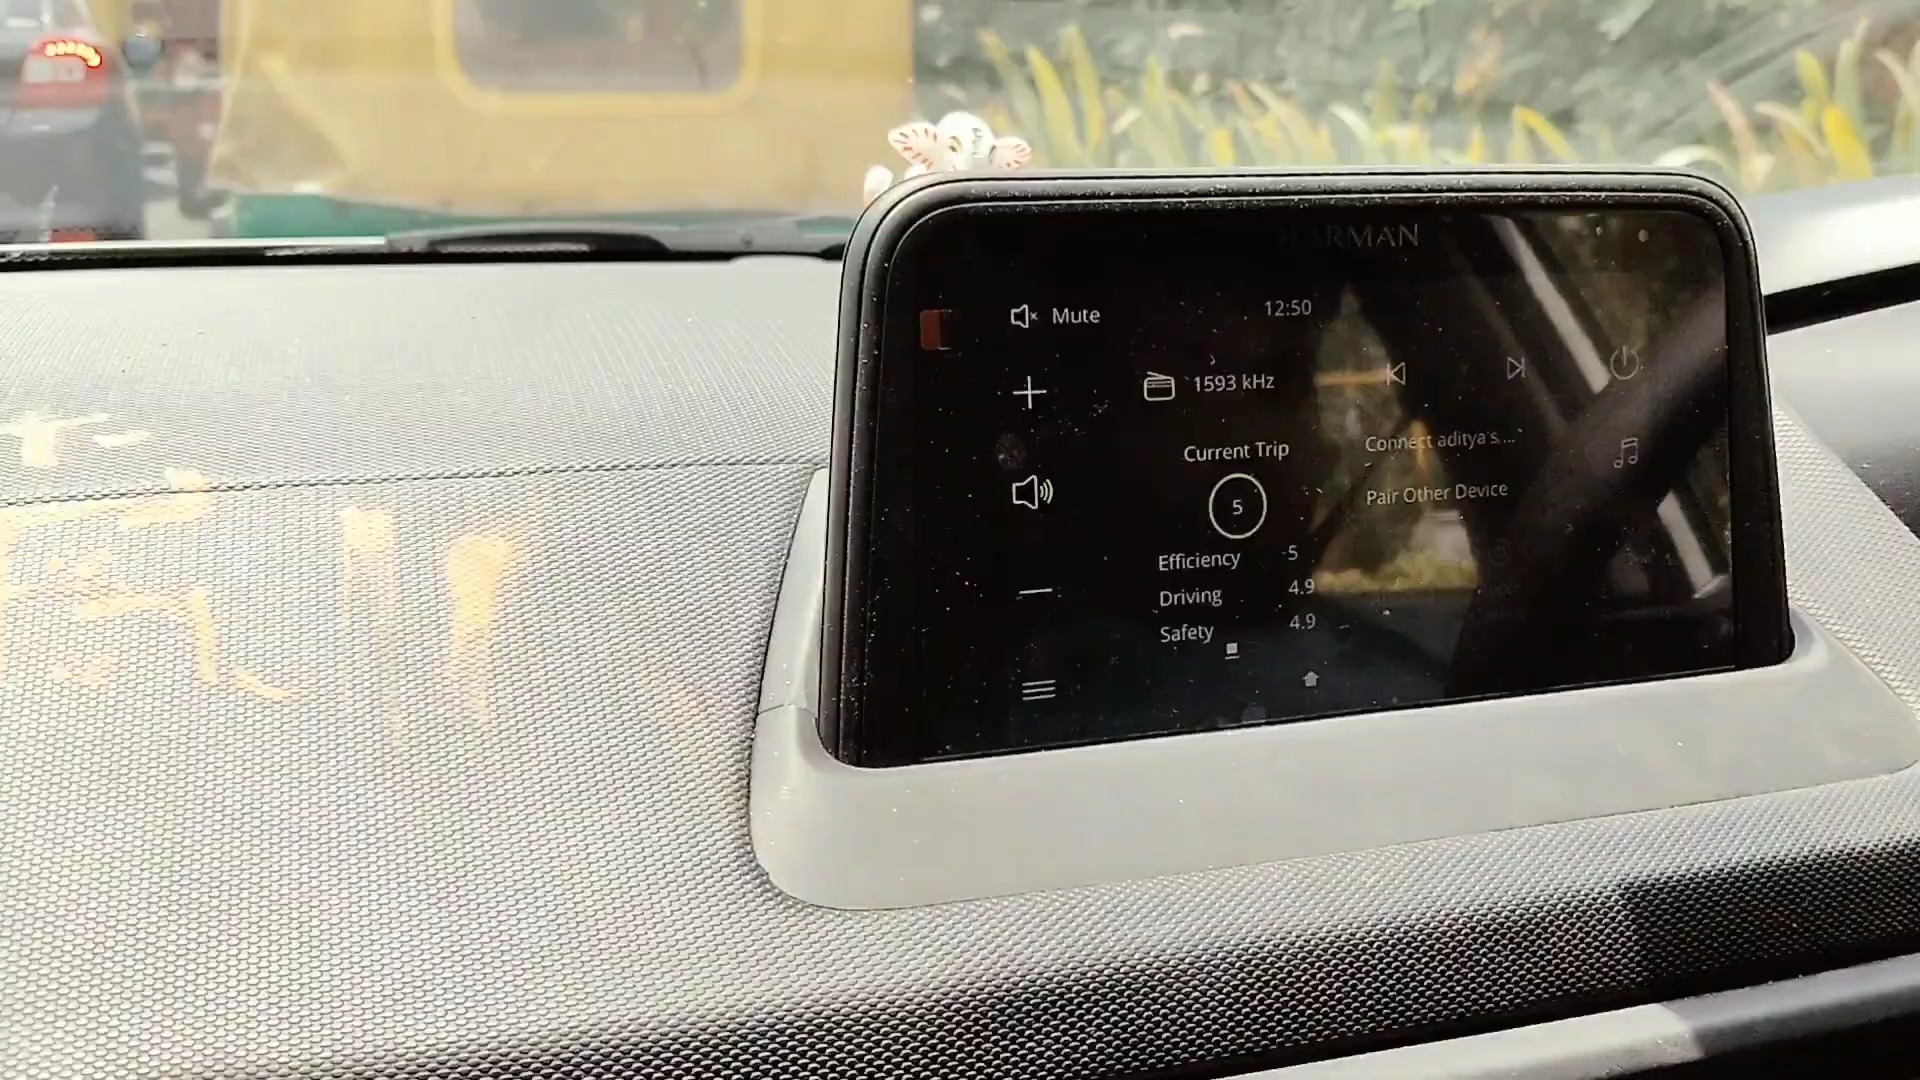 HARMAN
Mute
12:50
1593 kHz
Current Trip
5
Connect aditya's ...
Pair Other Device
Efficiency 5
Driving 4.9
Safety 4.9